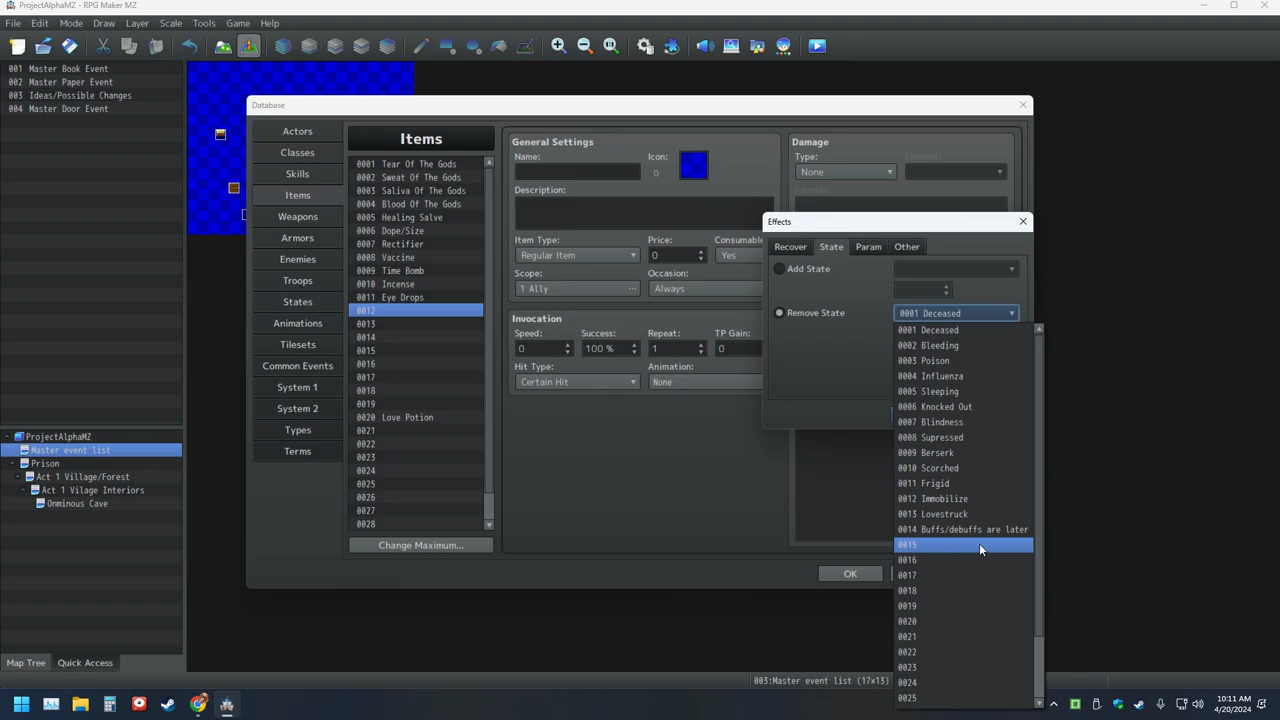 ProjectAlphaMZ - RPG Maker MZ
File Edit Mode Draw Layer Scale Tools Game Help
001 Master Book Event
002 Master Paper Event
003 Ideas/Possible Changes
004 Master Door Event
ProjectAlphaMZ
Master event list
Prison
Act 1 Village/Forest
Act 1 Vilage Interiors
Onminous Cave
Map Tree Quick Access
Database
Actors
Classes
Skills
Items
Weapons
Armors
Enemies
Troops
States
Animations
Tilesets
Common Events
System 1
System 2
Types
Terms
Items
0001 Tear Of The Gods
0002 Sweat Of The Gods
0003 Saliva Of The Gods
0004 Blood Of The Gods
0005 Healing Salve
0006 Dope/Size
0007 Rectifier
0008 Vaccine
0009 Time Bomb
0010 Incense
0011 Eye Drops
0012
0013
0014
0015
0016
0017
0018
0019
0020 Love Potion
0021
0022
0023
0024
0025
0026
0027
0028
Change Maximum...
General Settings
Name: Icon:
0
Description:
Item Type: Price: Consumable
Regular Item 0 Yes
Scope: Occasion:
1 Ally ... Always
Invocation
Speed: Success: Repeat: TP Gain:
0 100 % 1 0
Hit Type: Animation:
Certain Hit None
Damage
Type: Element:
None
Formula:
OK
Effects
Recover State Param Other
Add State
Remove State 0001 Deceased
0001 Deceased
0002 Bleeding
0003 Poison
0004 Influenza
0005 Sleeping
0006 Knocked Out
0007 Blindness
0008 Supressed
0009 Berserk
0010 Scorched
0011 Frigid
0012 Immobilize
0013 Lovestruck
0014 Buffs/debuffs are later
0015
0016
0017
0018
0019
0020
0021
0022
0023
0024
0025
003:Master event list (17x13)
10:11 AM
4/20/2024